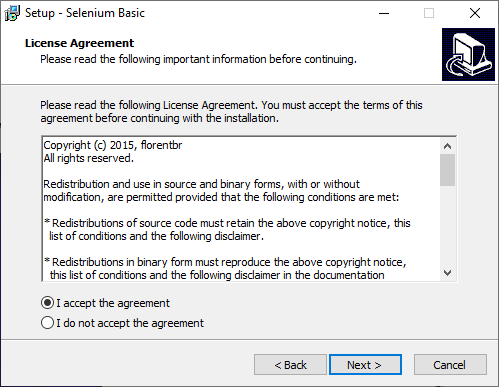 Setup - Selenium Basic
License Agreement
Please read the following important information before continuing.
Please read the following License Agreement. You must accept the terms of this
agreement before continuing with the installation.
Copyright (c) 2015, florentbr
All rights reserved.
Redistribution and use in source and binary forms, with or without
modification, are permitted provided that the following conditions are met:
* Redistributions of source code must retain the above copyright notice, this
list of conditions and the following disclaimer.
* Redistributions in binary form must reproduce the above copyright notice,
this list of conditions and the following disclaimer in the documentation
I accept the agreement
I do not accept the agreement
< Back
Next >
Cancel